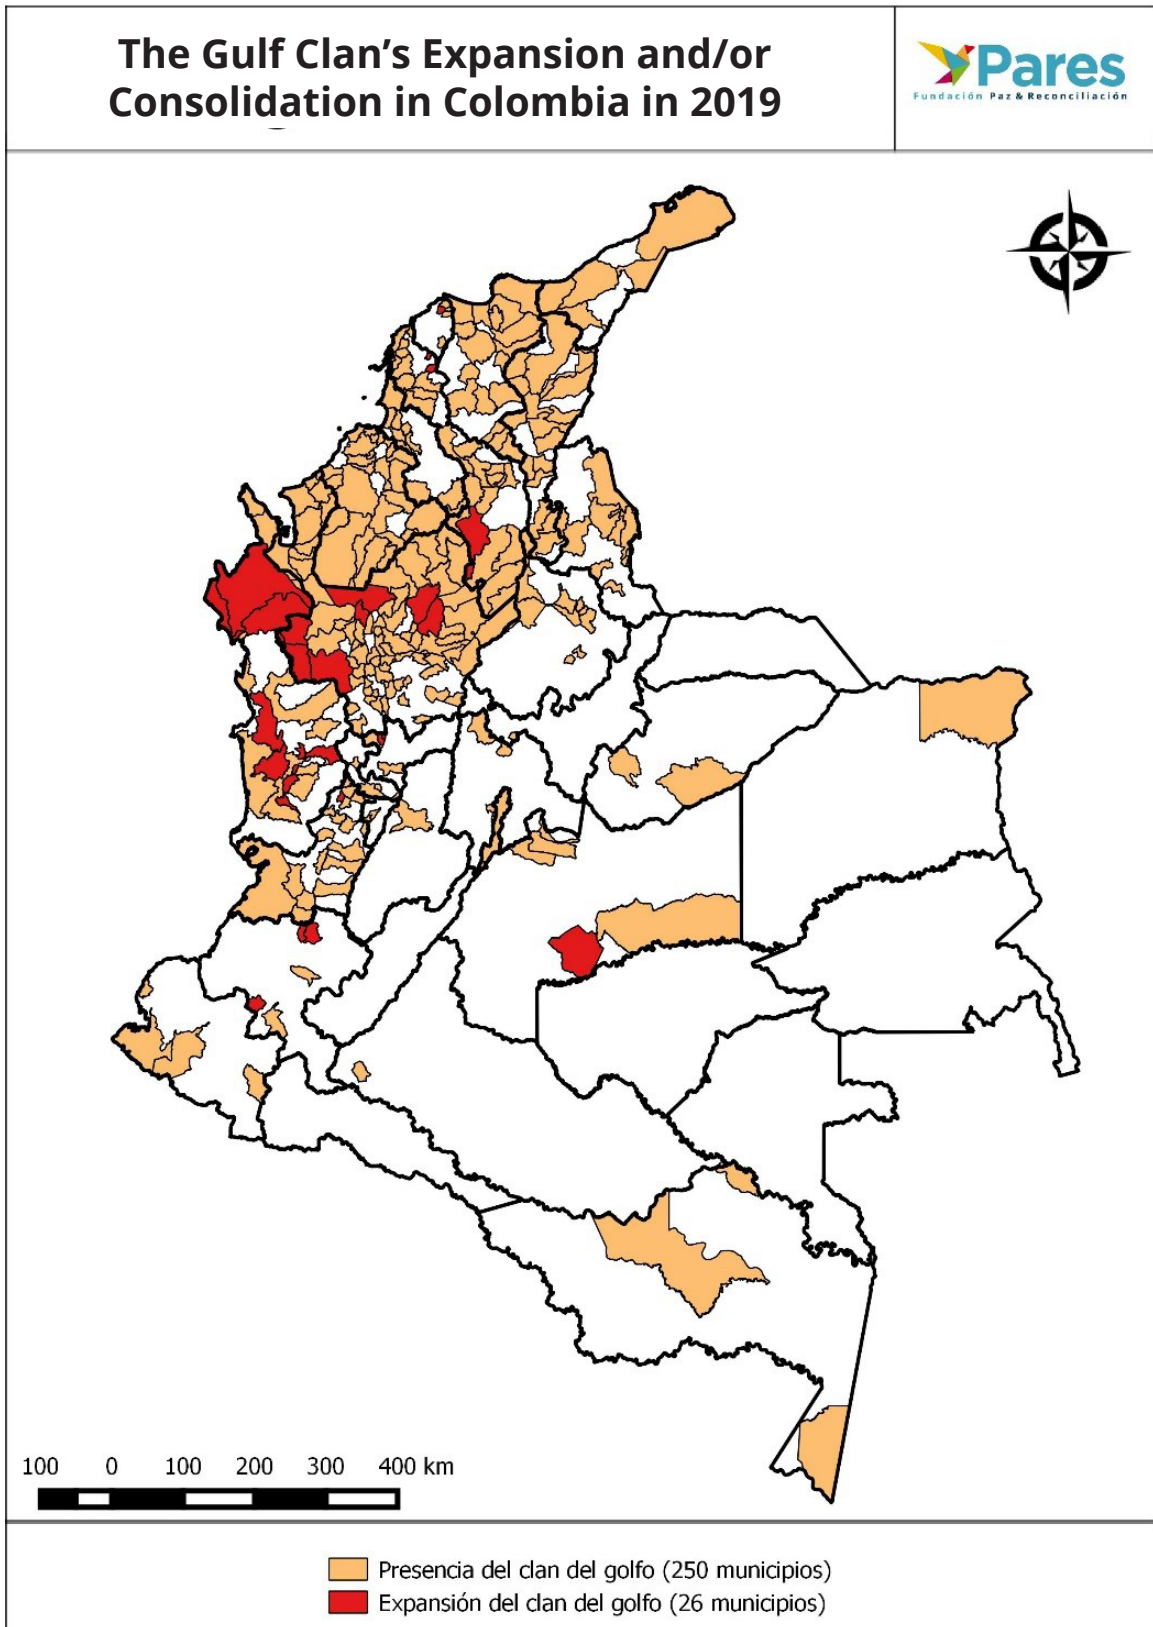 The Gulf Clan’s Expansion and/or
Consolidation in Colombia in 2019
Pares
Fundación Paz & Reconciliación
100 0 100 200 300 400 km
Presencia del clan del golfo (250 municipios)
Expansión del clan del golfo (26 municipios)